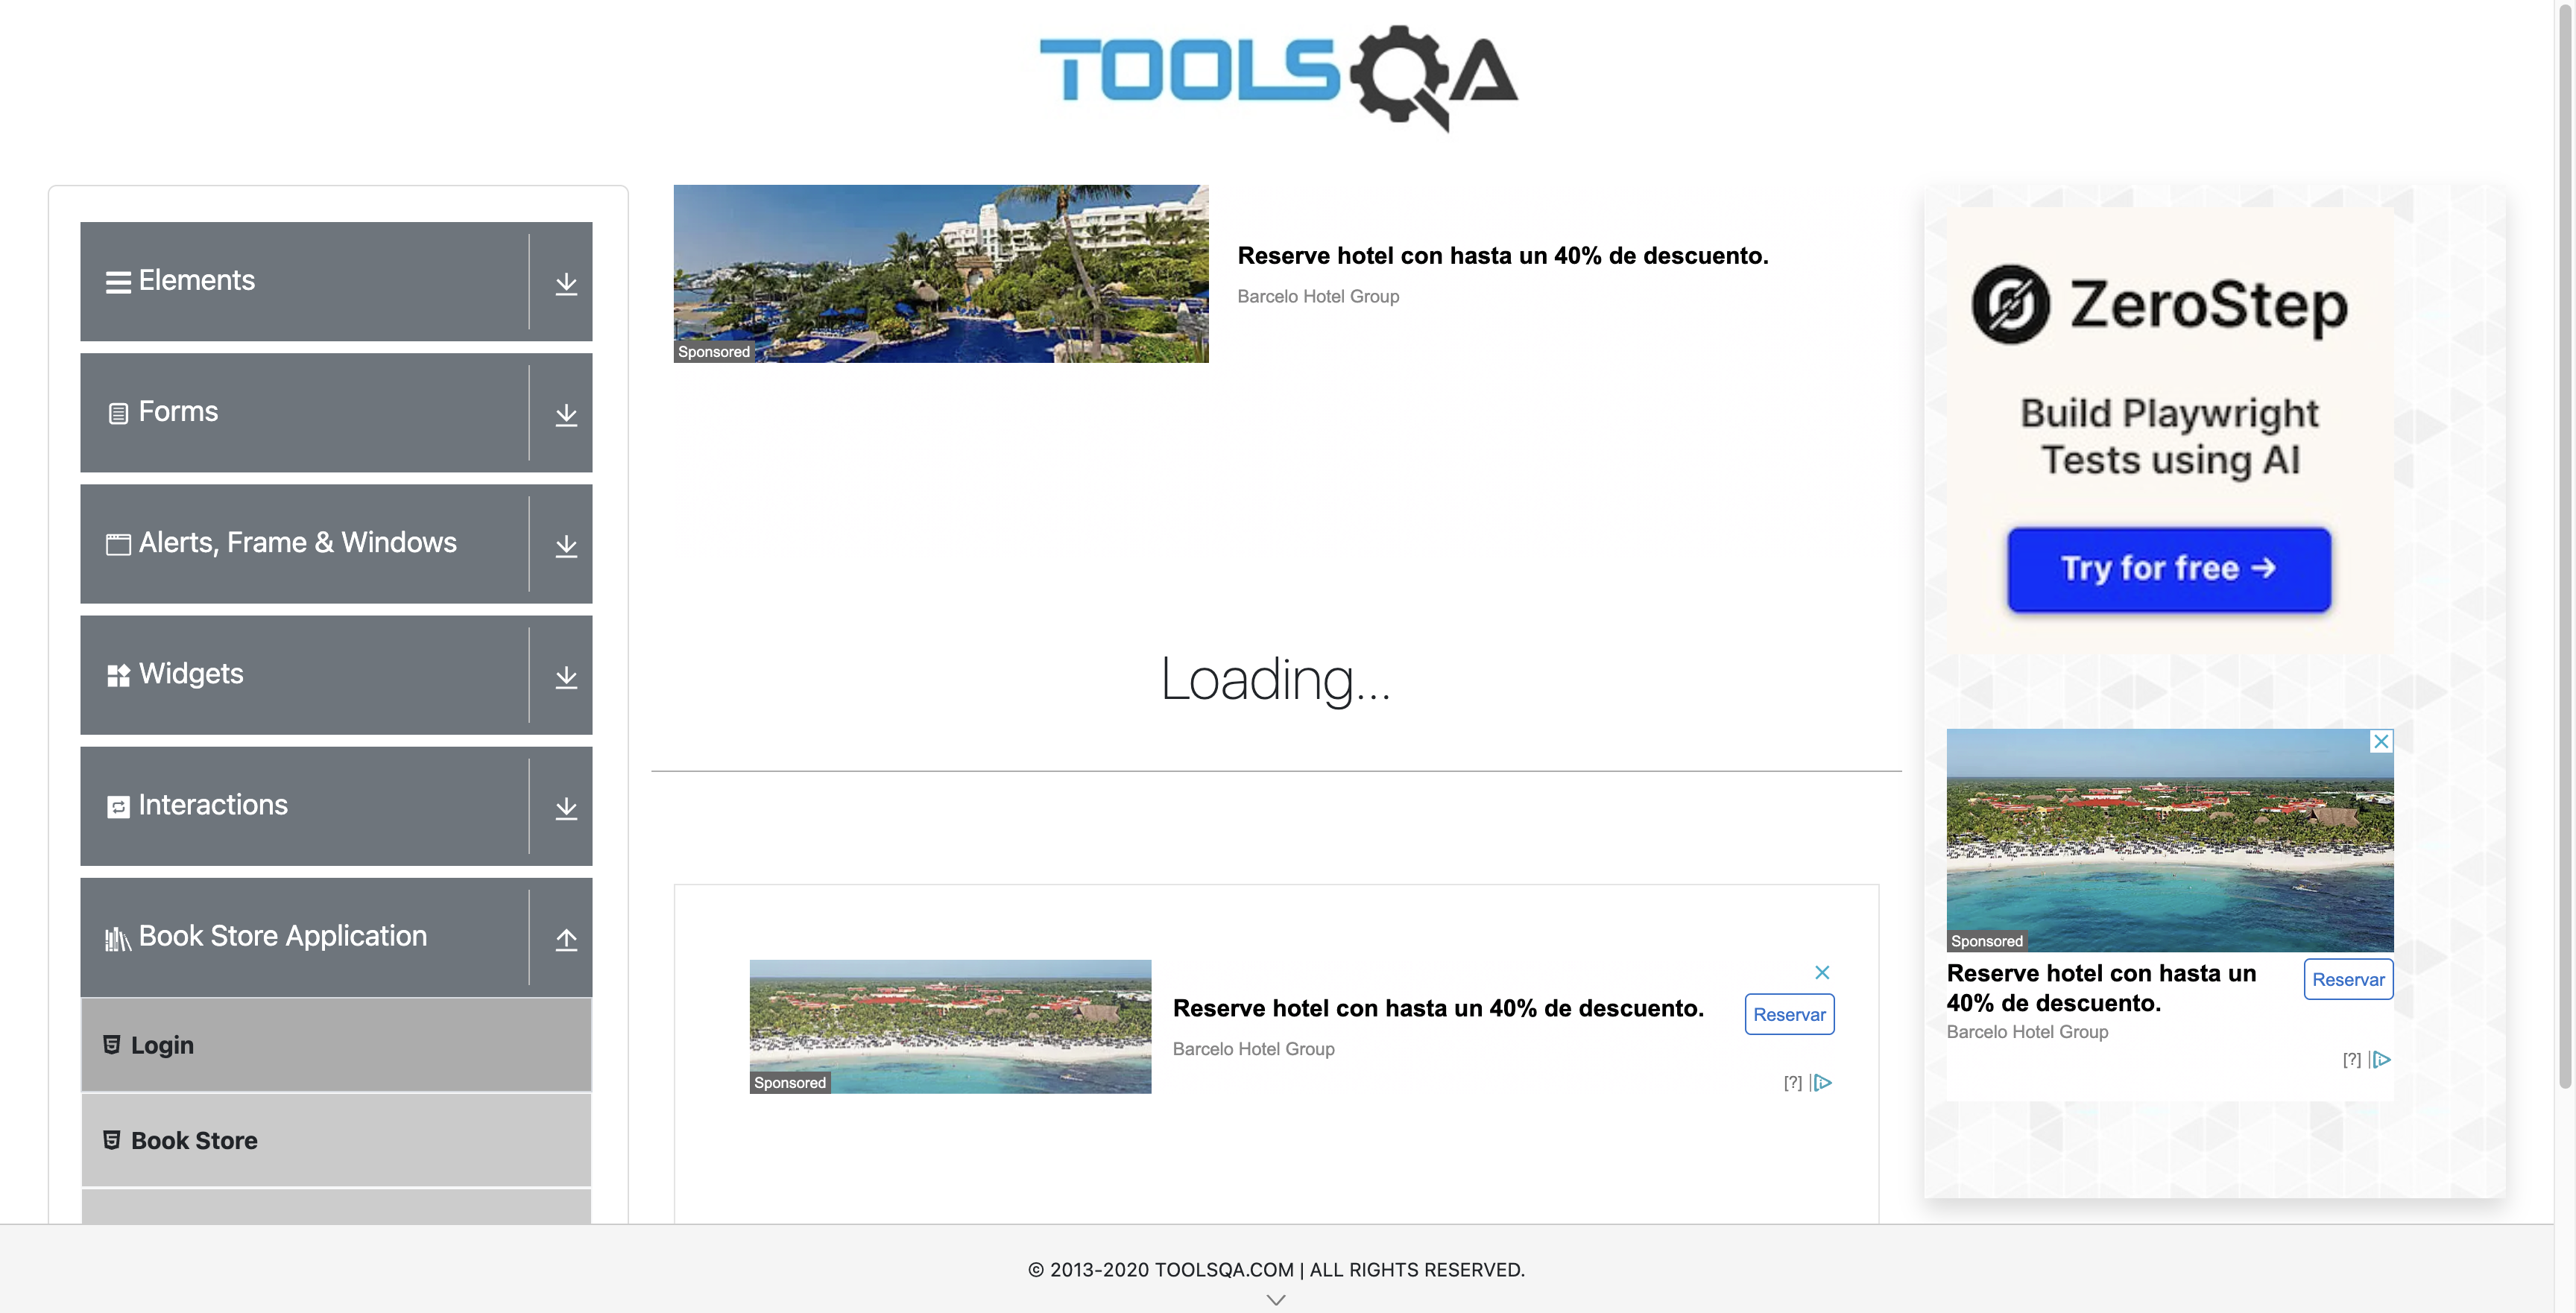 TOOLSQA
Elements
Forms
Alerts, Frame & Windows
Widgets
Interactions
Book Store Application
Login
Book Store
Reserve hotel con hasta un 40% de descuento.
Barcelo Hotel Group
Sponsored
Loading...
Reserve hotel con hasta un 40% de descuento.
Barcelo Hotel Group
Sponsored
Reservar
[?]
ZeroStep
Build Playwright
Tests using AI
Try for free →
Sponsored
Reserve hotel con hasta un
40% de descuento.
Reservar
Barcelo Hotel Group
[?]
© 2013-2020 TOOLSQA.COM | ALL RIGHTS RESERVED.